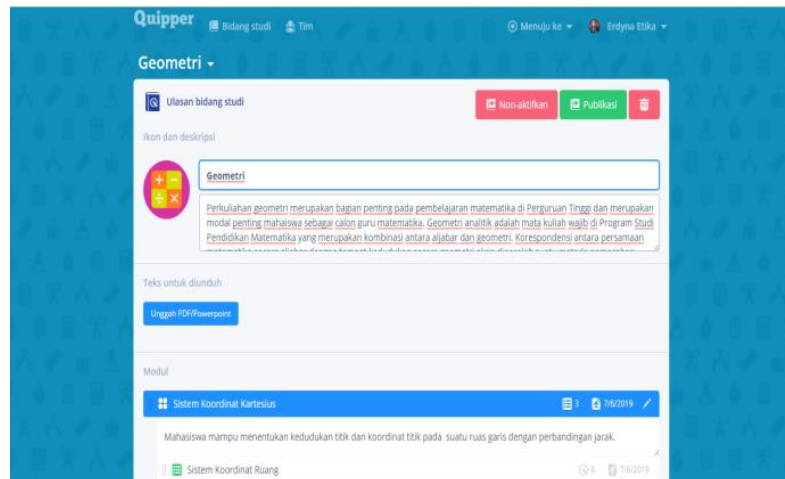 Quipper Bidang studi Tim Menuju ke Erdyna Etika
Geometri
Ulasan bidang studi Non-aktifkan Publikasi
Ikon dan deskripsi
Geometri
Perkuliahan geometri merupakan bagian penting pada pembelajaran matematika di Perguruan Tinggi dan merupakan
modal penting mahaiswa sebagai calon guru matematika. Geometri analitik adalah mata kuliah wajib di Program Studi
Pendidikan Matematika yang merupakan kombinasi antara aljabar dan geometri. Korespondensi antara persamaan
Teks untuk diunduh
Unggah PDF/Powerpoint
Modul
Sistem Koordinat Kartesius 3 7/6/2019
Mahasiswa mampu menentukan kedudukan titik dan koordinat titik pada suatu ruas garis dengan perbandingan jarak.
Sistem Koordinat Ruang 7/6/2019